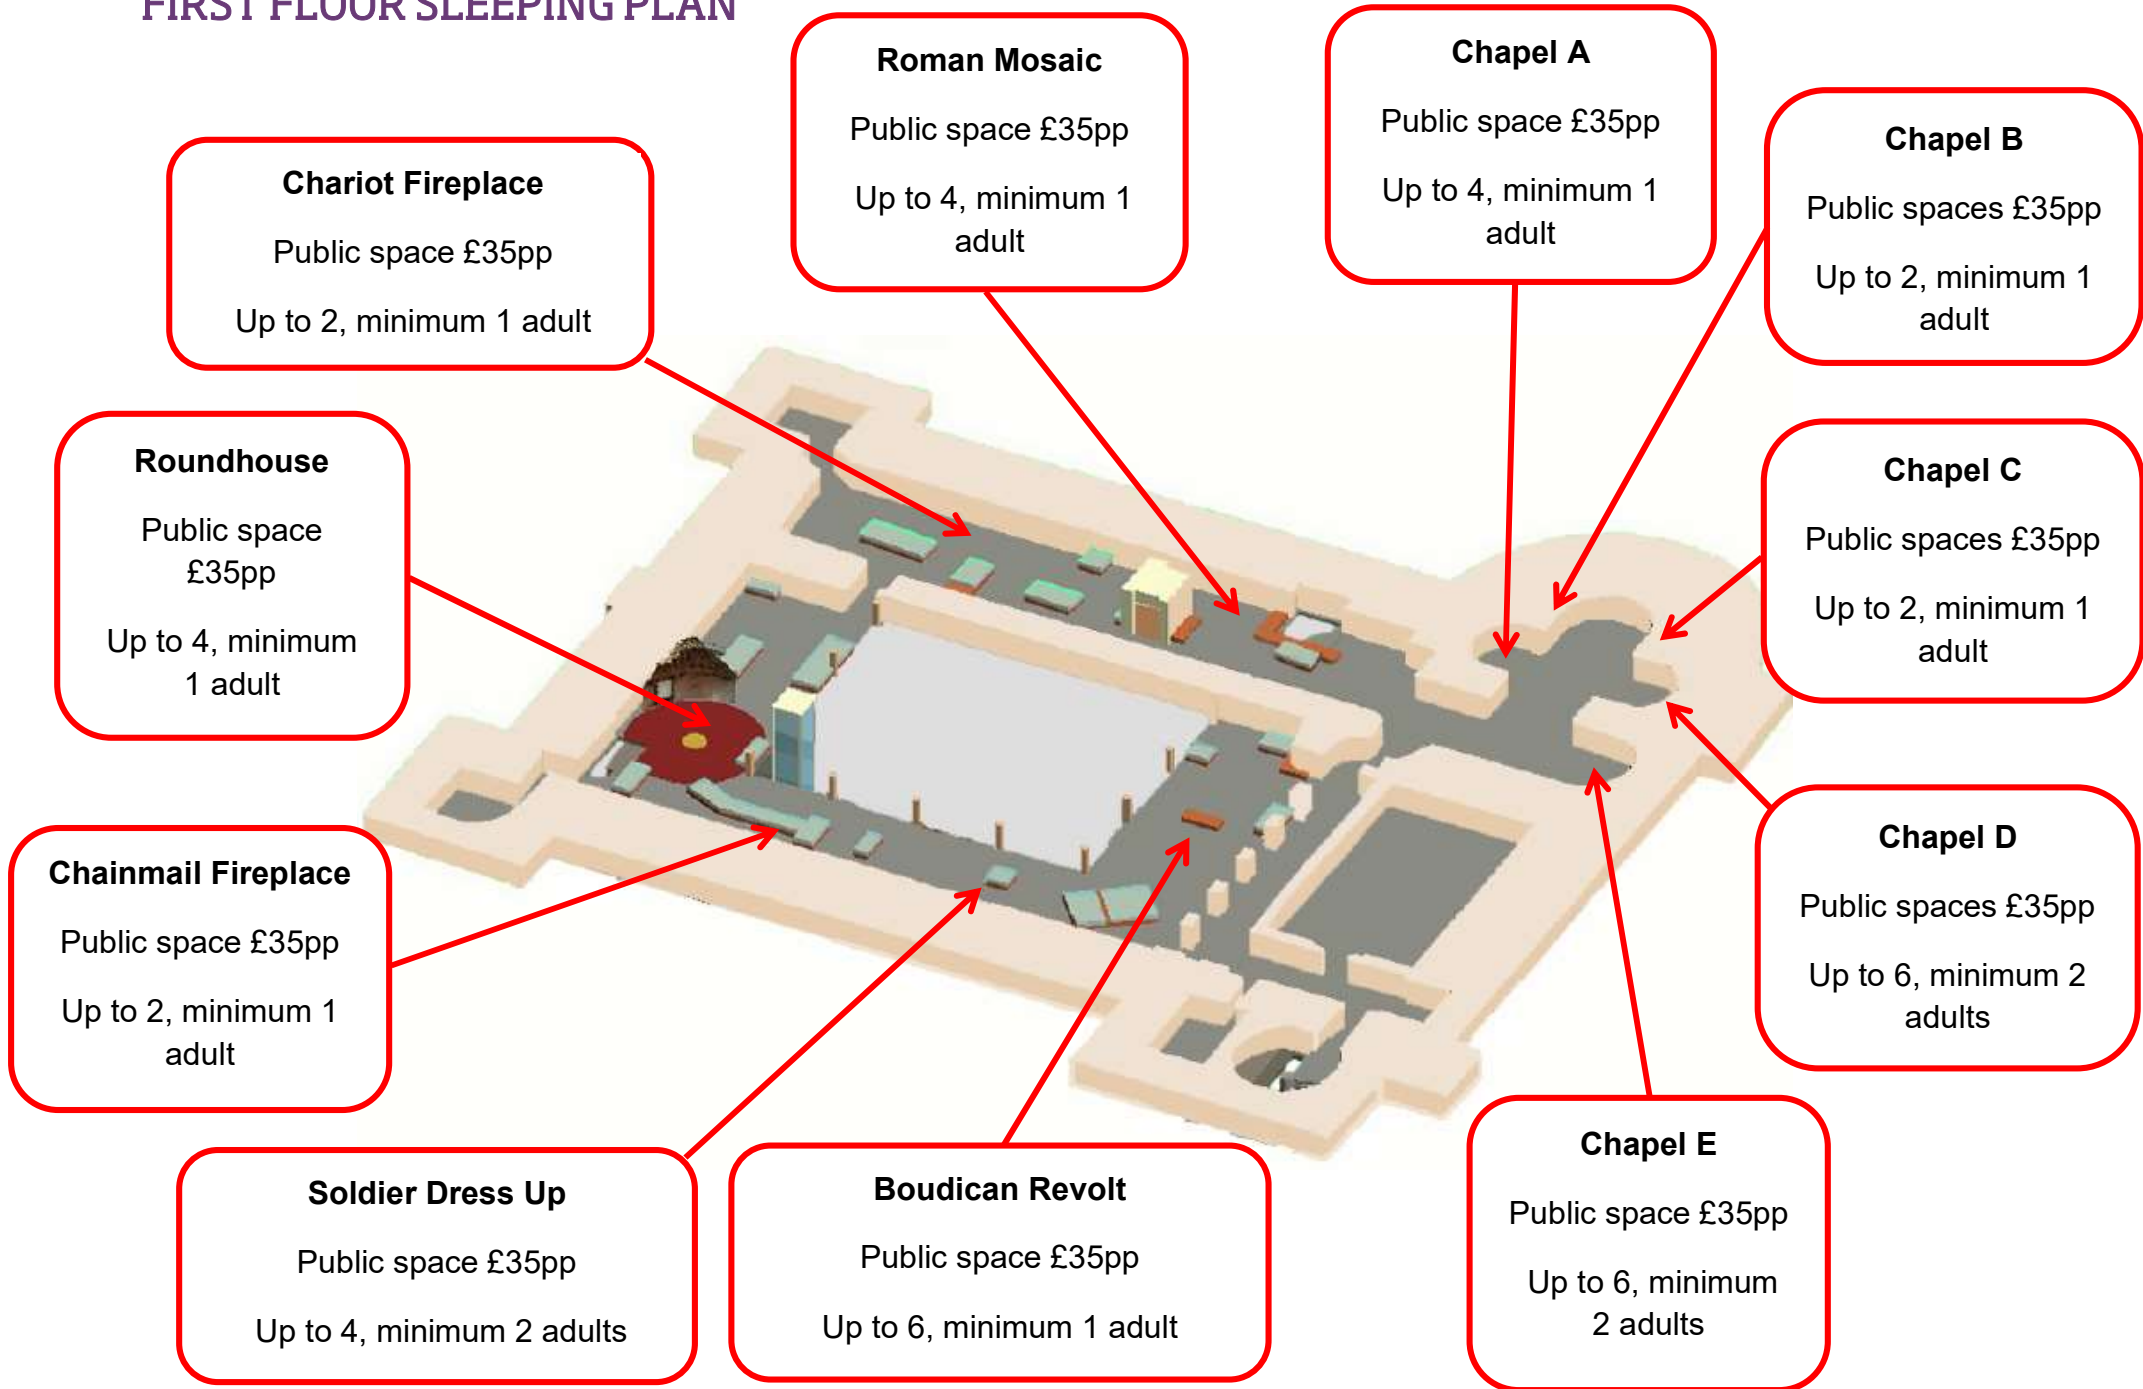 FIRST FLOOR SLEEPING PLAN
Roman Mosaic
Public space £35pp
Up to 4, minimum 1
adult
Chapel A
Public space £35pp
Up to 4, minimum 1
adult
Chapel B
Public spaces £35pp
Up to 2, minimum 1
adult
Chariot Fireplace
Public space £35pp
Up to 2, minimum 1 adult
Roundhouse
Public space
£35pp
Up to 4, minimum
1 adult
Chapel C
Public spaces £35pp
Up to 2, minimum 1
adult
Chainmail Fireplace
Public space £35pp
Up to 2, minimum 1
adult
Chapel D
Public spaces £35pp
Up to 6, minimum 2
adults
Soldier Dress Up
Public space £35pp
Up to 4, minimum 2 adults
Boudican Revolt
Public space £35pp
Up to 6, minimum 1 adult
Chapel E
Public space £35pp
Up to 6, minimum
2 adults